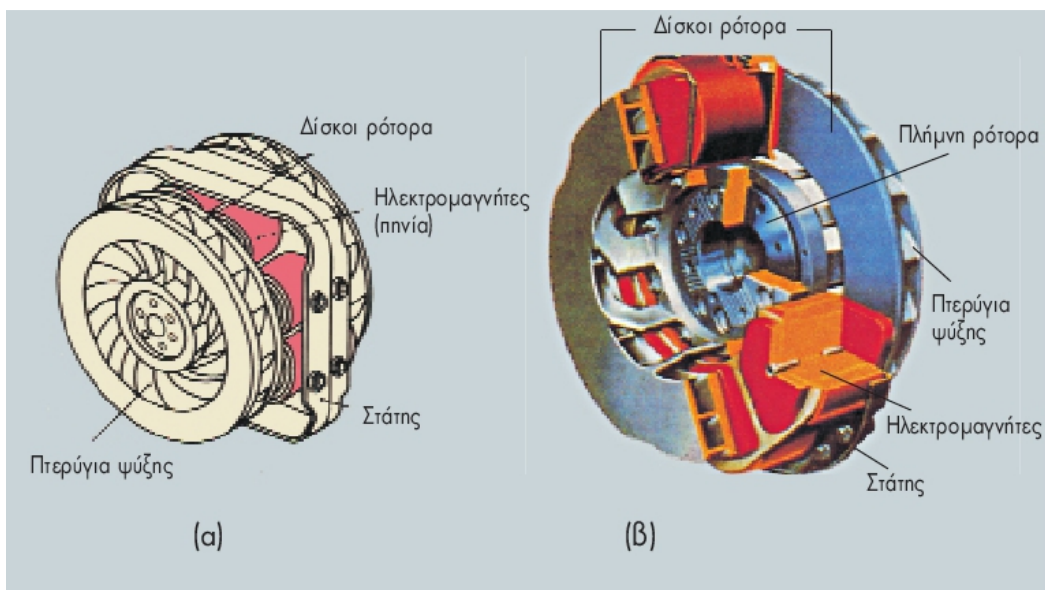 Δίσκοι ρότορα
Ηλεκτρομαγνήτες
(πηνία)
Στάτης
Πτερύγια ψύξης
(α)
Δίσκοι ρότορα
Πλήμνη ρότορα
Πτερύγια
ψύξης
Ηλεκτρομαγνήτες
Στάτης
(β)